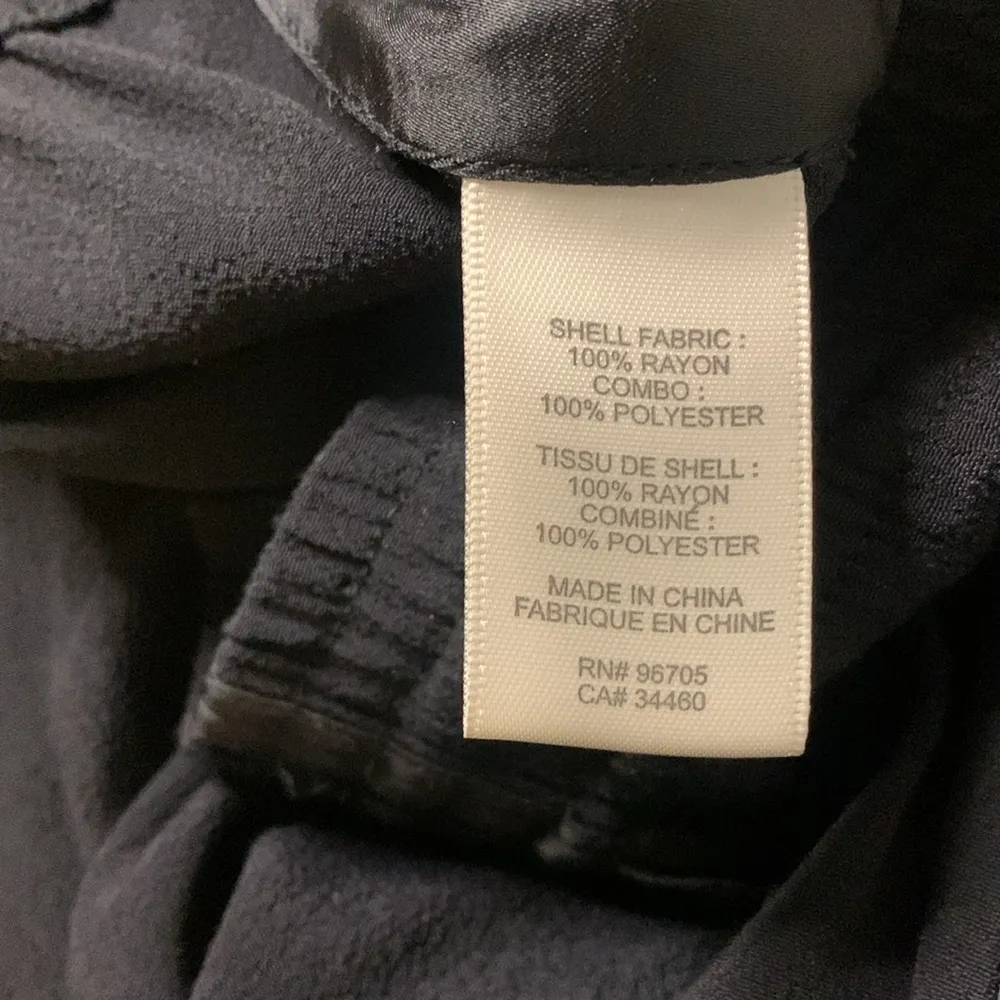 SHELL FABRIC :
100% RAYON
COMBO :
100% POLYESTER
TISSU DE SHELL :
100% RAYON
COMBINÉ :
100% POLYESTER
MADE IN CHINA
FABRIQUE EN CHINE
RN# 96705
CA# 34460